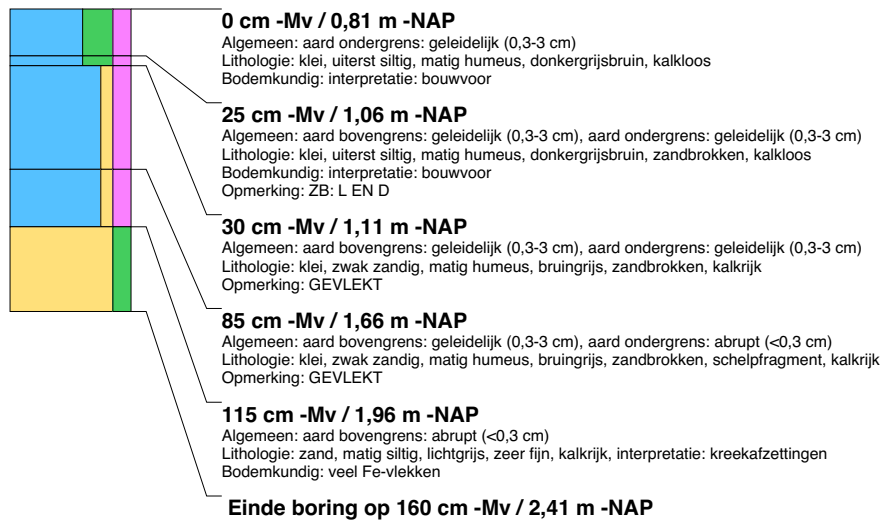 0 cm -Mv / 0,81 m -NAP
Algemeen: aard ondergrens: geleidelijk (0,3-3 cm)
Lithologie: klei, uiterst siltig, matig humeus, donkergrijsbruin, kalkloos
Bodemkundig: interpretatie: bouwvoor
25 cm -Mv / 1,06 m -NAP
Algemeen: aard bovengrens: geleidelijk (0,3-3 cm), aard ondergrens: geleidelijk (0,3-3 cm)
Lithologie: klei, uiterst siltig, matig humeus, donkergrijsbruin, zandbrokken, kalkloos
Bodemkundig: interpretatie: bouwvoor
Opmerking: ZB: L EN D
30 cm -Mv / 1,11 m -NAP
Algemeen: aard bovengrens: geleidelijk (0,3-3 cm), aard ondergrens: geleidelijk (0,3-3 cm)
Lithologie: klei, zwak zandig, matig humeus, bruingrijs, zandbrokken, kalkrijk
Opmerking: GEVLEKT
85 cm -Mv / 1,66 m -NAP
Algemeen: aard bovengrens: geleidelijk (0,3-3 cm), aard ondergrens: abrupt (<0,3 cm)
Lithologie: klei, zwak zandig, matig humeus, bruingrijs, zandbrokken, schelpfragment, kalkrijk
Opmerking: GEVLEKT
115 cm -Mv / 1,96 m -NAP
Algemeen: aard bovengrens: abrupt (<0,3 cm)
Lithologie: zand, matig siltig, lichtgrijs, zeer fijn, kalkrijk, interpretatie: kreekafzettingen
Bodemkundig: veel Fe-vlekken
Einde boring op 160 cm -Mv / 2,41 m -NAP